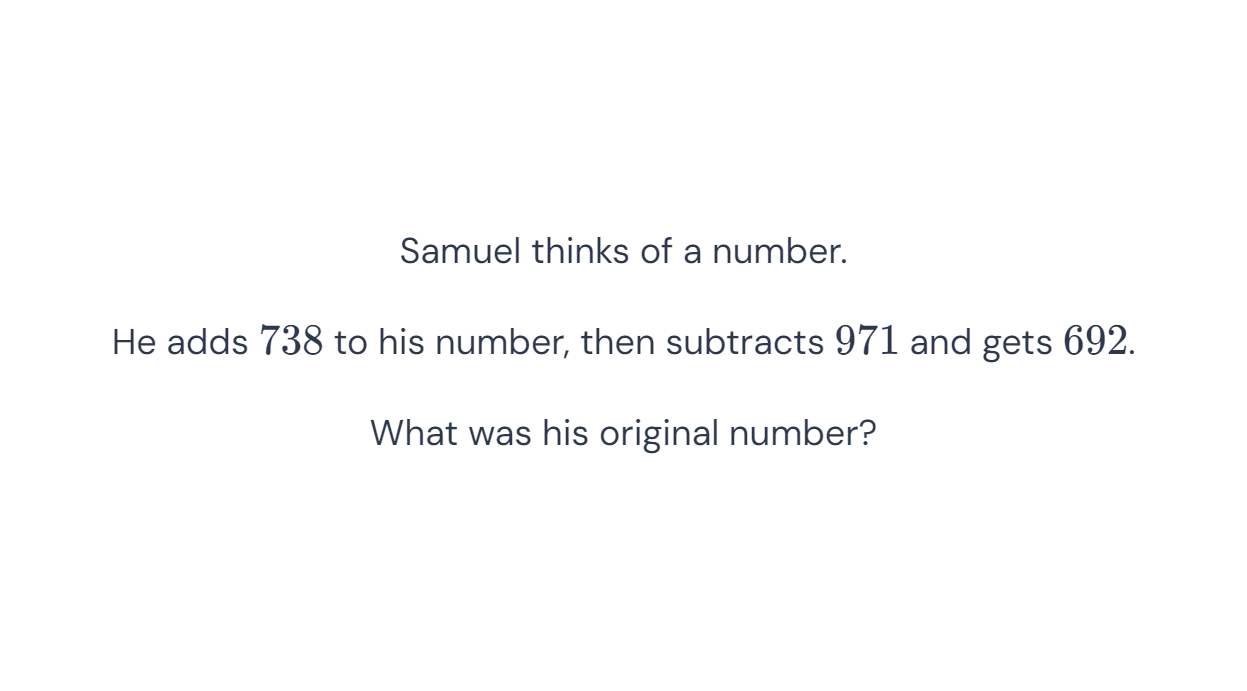 Samuel thinks of a number.
He adds 738 to his number, then subtracts 971 and gets 692.
What was his original number?